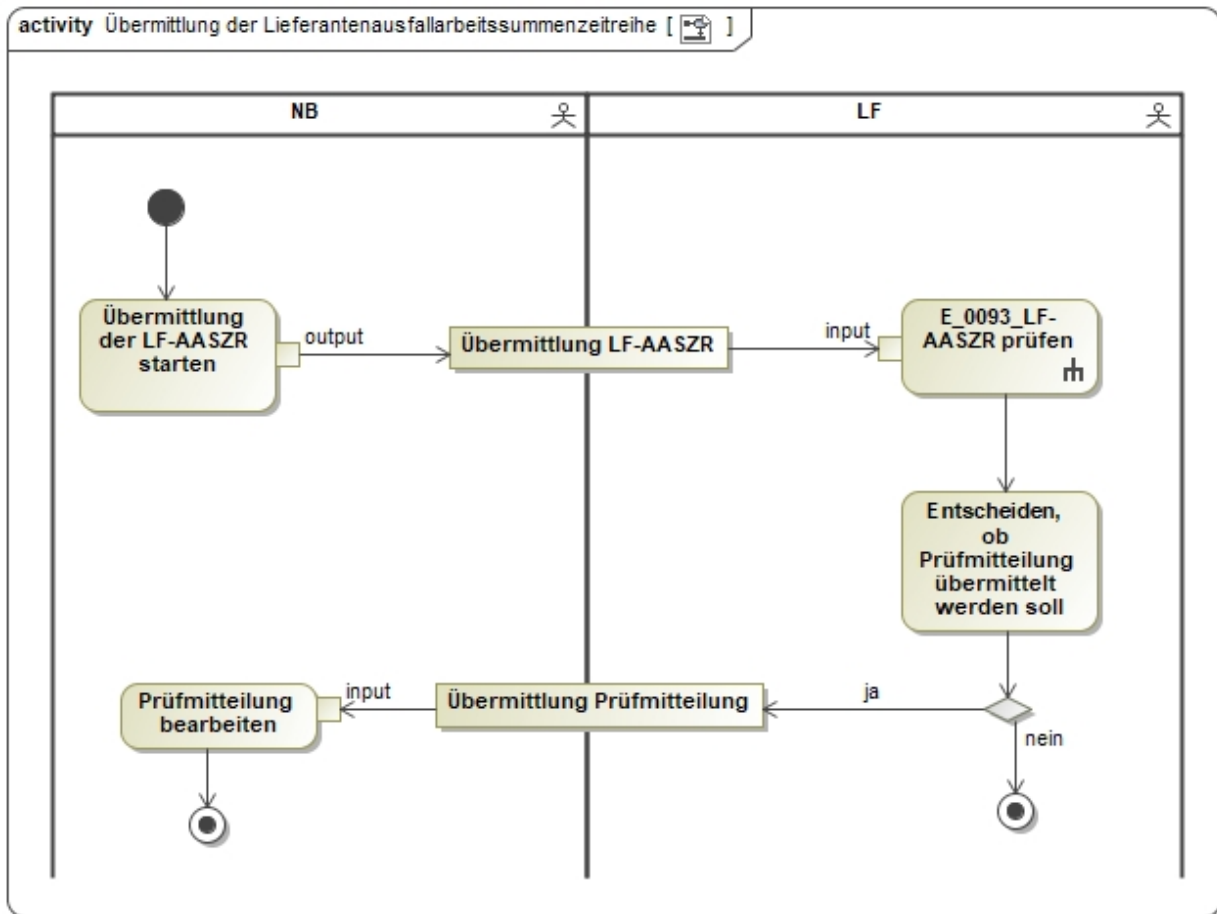 activity Übermittlung der Lieferantenausfallarbeitssummenzeitreihe [ ]
NB
LF
Übermittlung
der LF-AASZR
starten
output
Übermittlung LF-AASZR
input
E_0093_LF-
AASZR prüfen
Entscheiden,
ob
Prüfmitteilung
übermittelt
werden soll
Prüfmitteilung
bearbeiten
input
Übermittlung Prüfmitteilung
ja
nein